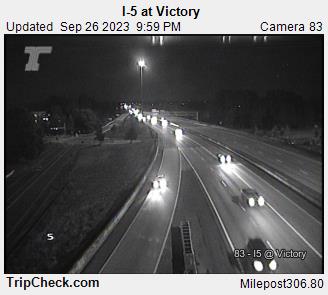 I-5 at Victory
Updated Sep 26 2023 9:59 PM Camera 83
T
S
83 - I5 @ Victory
TripCheck.com Milepost306.80